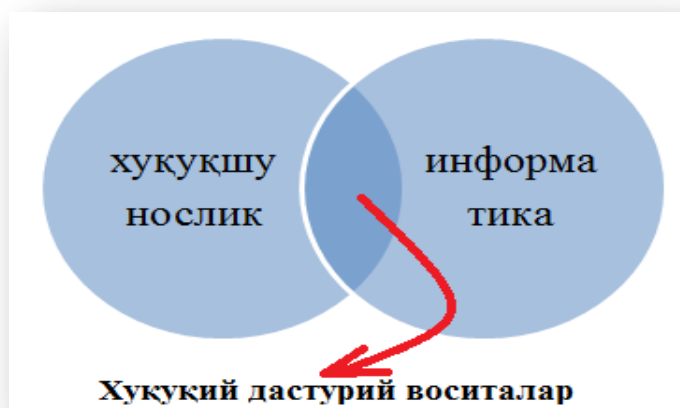 хуқуқшу
нослик
информа
тика
Хуқуқий дастурий воситалар